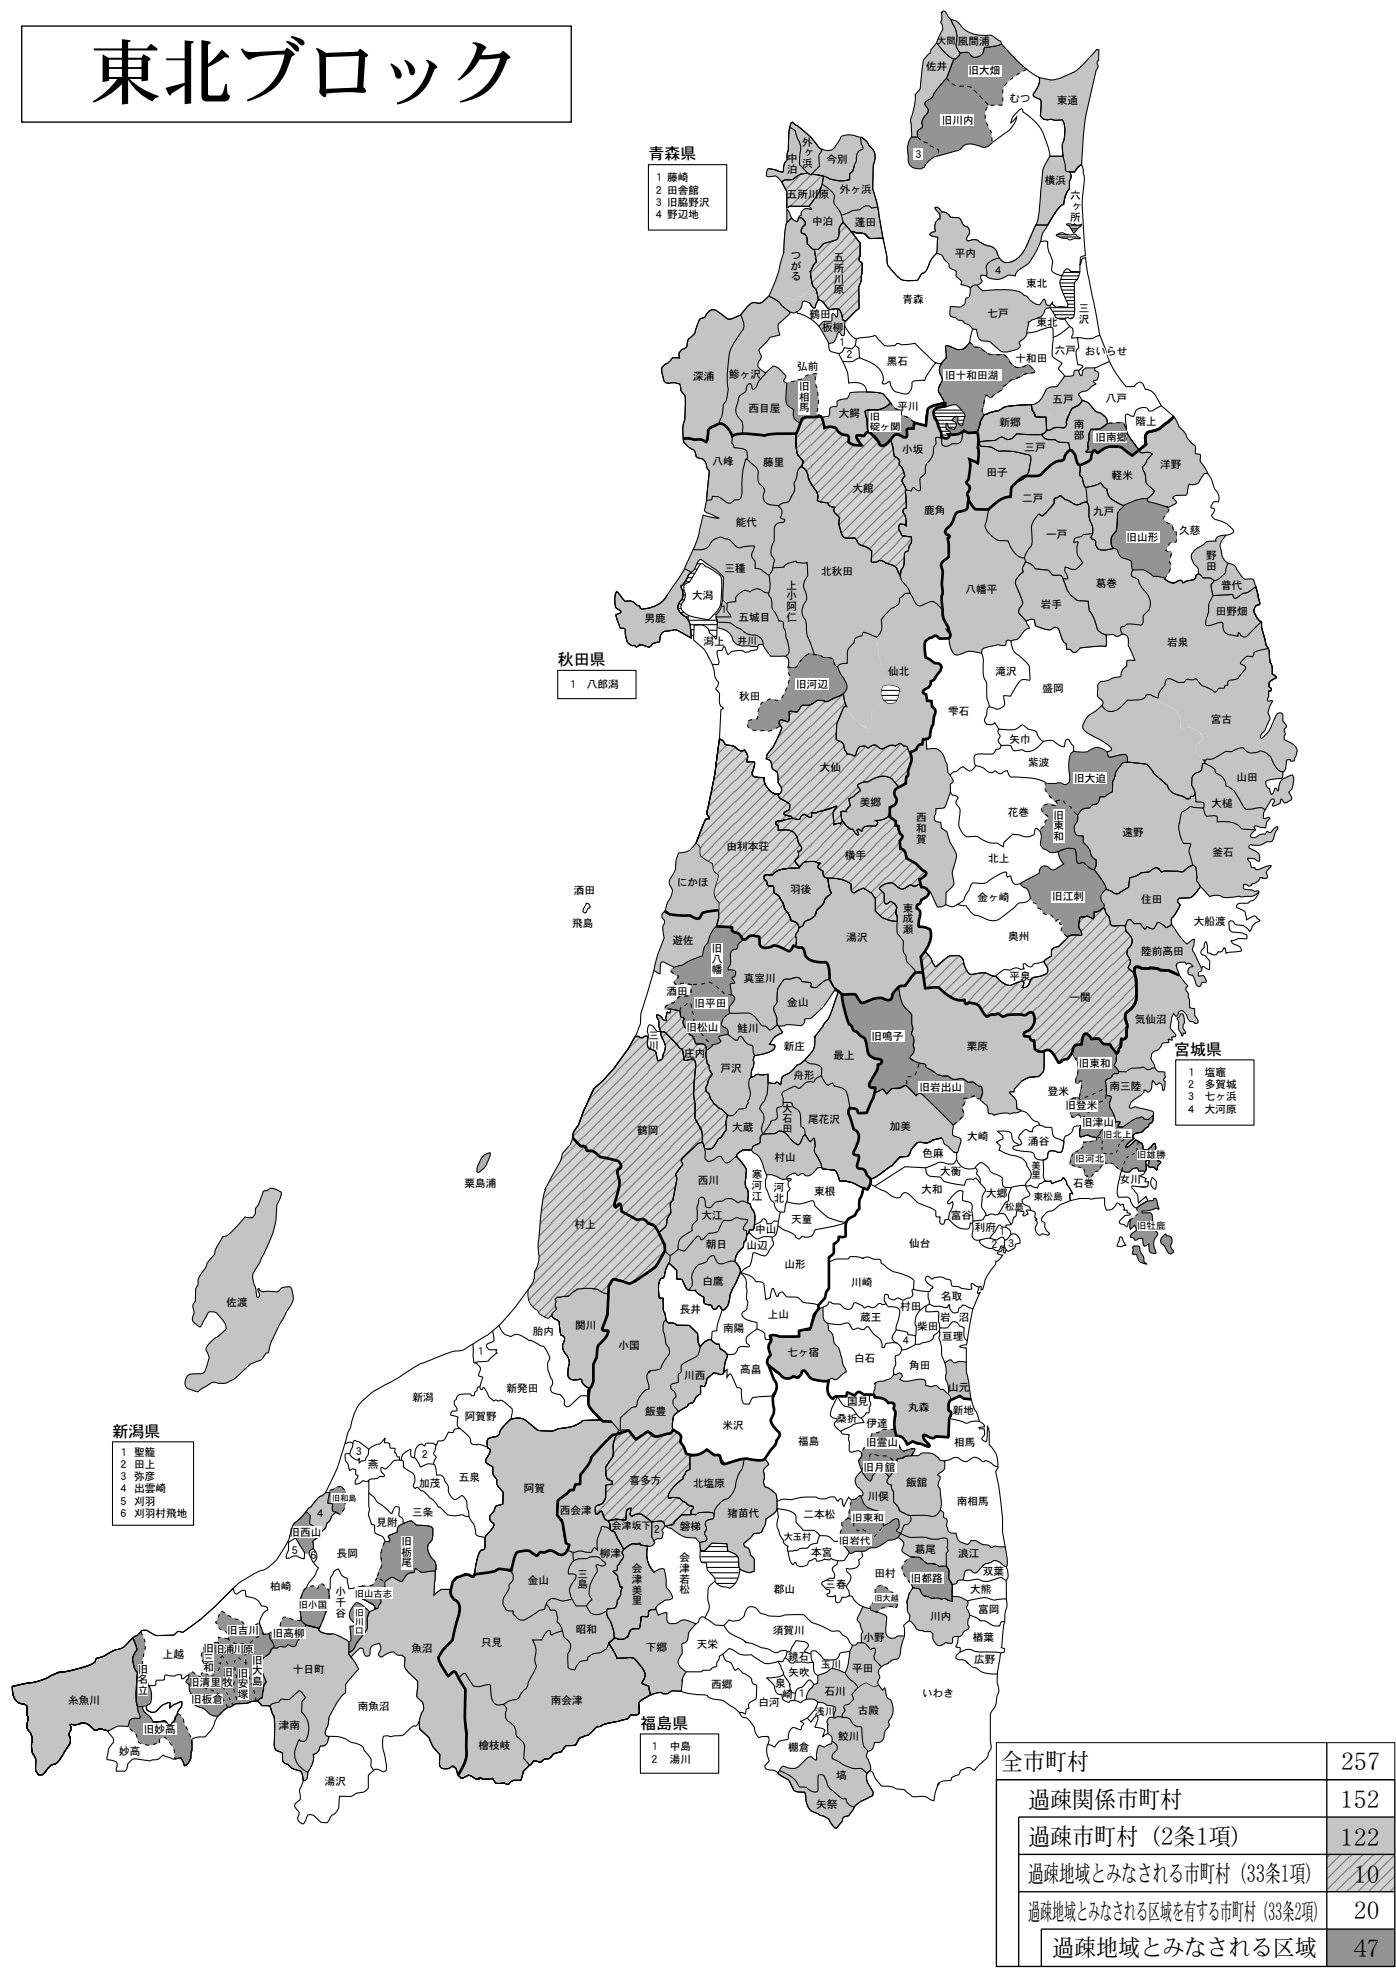 東北ブロック
青森県
1 藤崎
2 田舎館
3 旧脇野沢
4 野辺地
大間
風間浦
佐井
旧大畑
むつ
東通
旧川内
3
横浜
六ヶ所
外ヶ浜
中泊
今別
五所川原
外ヶ浜
中泊
蓬田
つがる
五所川原
平内
4
東北
青森
七戸
三沢
東北
鶴田
板柳
1
2
黒石
十和田
六戸
おいらせ
弘前
深浦
鰺ヶ沢
旧相馬
西目屋
大鰐
旧碇ヶ関
平川
旧十和田湖
五戸
八戸
新郷
南部
旧南郷
階上
三戸
田子
八峰
藤里
大館
小坂
鹿角
能代
三種
北秋田
大潟
1
五城目
上小阿仁
男鹿
潟上
井川
秋田県
1 八郎潟
秋田
旧河辺
仙北
大仙
美郷
由利本荘
横手
にかほ
羽後
東成瀬
湯沢
軽米
洋野
二戸
九戸
一戸
旧山形
久慈
野田
八幡平
葛巻
普代
田野畑
岩手
岩泉
滝沢
盛岡
雫石
宮古
矢巾
紫波
旧大迫
山田
大槌
西和賀
花巻
旧東和
遠野
釜石
北上
金ヶ崎
旧江刺
住田
大船渡
奥州
陸前高田
平泉
一関
酒田
飛島
遊佐
旧八幡
真室川
酒田
旧平田
金山
旧松山
鮭川
三川
庄内
新庄
戸沢
最上
舟形
大石田
尾花沢
鶴岡
大蔵
村山
西川
寒河江
河北
東根
大江
中山
天童
朝日
山辺
山形
白鷹
長井
上山
南陽
小国
川西
高畠
飯豊
米沢
気仙沼
宮城県
1 塩竈
2 多賀城
3 七ヶ浜
4 大河原
旧鳴子
栗原
旧東和
旧岩出山
登米
南三陸
旧登米
旧津山
旧北上
加美
大崎
涌谷
旧河北
旧雄勝
色麻
美里
石巻
女川
大衡
大和
大郷
東松島
松島
富谷
利府
1
2
3
旧牡鹿
仙台
川崎
名取
村田
岩沼
蔵王
柴田
4
亘理
七ヶ宿
白石
角田
山元
丸森
粟島浦
佐渡
村上
関川
胎内
1
新発田
新潟
阿賀野
3
燕
2
加茂
五泉
阿賀
新潟県
1 聖籠
2 田上
3 弥彦
4 出雲崎
5 刈羽
6 刈羽村飛地
旧和島
4
旧西山
見附
三条
5
6
長岡
旧栃尾
柏崎
旧小国
小千谷
旧山古志
旧川口
旧吉川
旧高柳
上越
旧三和
旧浦川原
旧大島
十日町
魚沼
旧名立
旧清里
旧牧
旧安塚
旧板倉
糸魚川
旧妙高
妙高
津南
南魚沼
湯沢
国見
桑折
新地
福島
伊達
旧霊山
相馬
旧月舘
喜多方
北塩原
飯舘
川俣
南相馬
西会津
猪苗代
二本松
旧東和
会津坂下
2
磐梯
大玉村
旧岩代
葛尾
浪江
柳津
本宮
金山
三島
会津美里
会津若松
田村
旧都路
双葉
三春
大熊
郡山
旧大越
富岡
川内
只見
昭和
須賀川
小野
楢葉
下郷
天栄
広野
鏡石
矢吹
玉川
平田
西郷
泉崎
1
石川
いわき
白河
浅川
古殿
南会津
檜枝岐
棚倉
鮫川
塙
矢祭
福島県
1 中島
2 湯川
全市町村 257
過疎関係市町村 152
過疎市町村（2条1項） 122
過疎地域とみなされる市町村（33条1項） 10
過疎地域とみなされる区域を有する市町村（33条2項） 20
過疎地域とみなされる区域 47